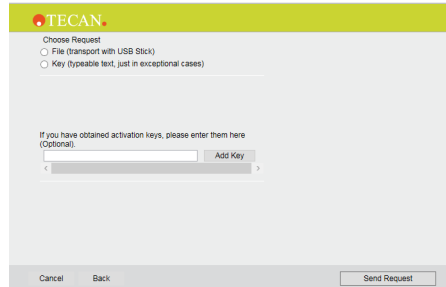 TECAN.
Choose Request
File (transport with USB Stick)
Key (typeable text, just in exceptional cases)
If you have obtained activation keys, please enter them here
(Optional).
Add Key
Cancel Back Send Request